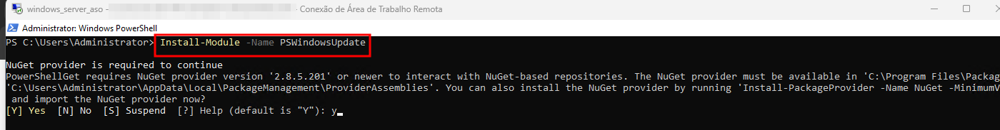 windows_server_aso - - Conexão de Área de Trabalho Remota
Administrator: Windows PowerShell
PS C:\Users\Administrator> Install-Module -Name PSWindowsUpdate
NuGet provider is required to continue
PowerShellGet requires NuGet provider version '2.8.5.201' or newer to interact with NuGet-based repositories. The NuGet provider must be available in 'C:\Program Files\Packag
'C:\Users\Administrator\AppData\Local\PackageManagement\ProviderAssemblies'. You can also install the NuGet provider by running 'Install-PackageProvider -Name NuGet -MinimumV
and import the NuGet provider now?
[Y] Yes  [N] No  [S] Suspend  [?] Help (default is "Y"): y